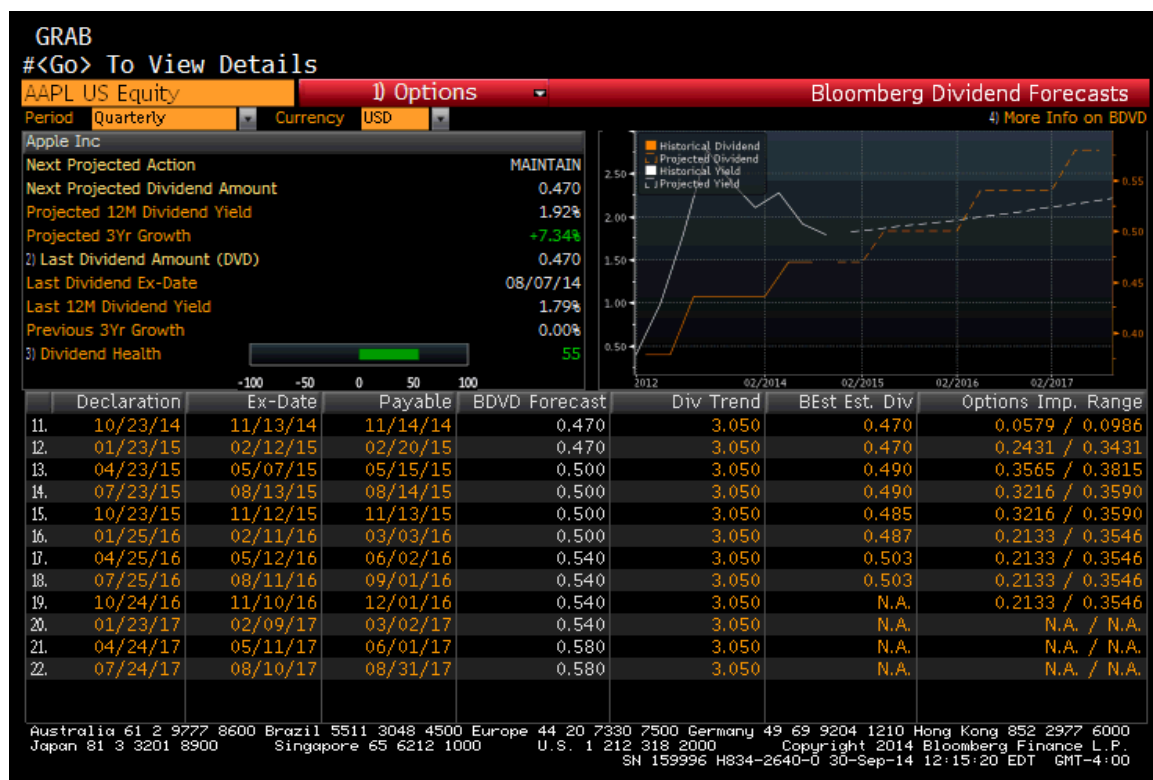 GRAB
#<Go> To View Details
AAPL US Equity 1) Options Bloomberg Dividend Forecasts
Period Quarterly Currency USD 4) More Info on BDVD
Apple Inc
Next Projected Action MAINTAIN
Next Projected Dividend Amount 0.470
Projected 12M Dividend Yield 1.92%
Projected 3Yr Growth +7.34%
2) Last Dividend Amount (DVD) 0.470
Last Dividend Ex-Date 08/07/14
Last 12M Dividend Yield 1.79%
Previous 3Yr Growth 0.00%
3) Dividend Health 55
-100 -50 0 50 100
Historical Dividend
Projected Dividend
Historical Yield
Projected Yield
2.50
2.00
1.50
1.00
0.50
0.55
0.50
0.45
0.40
2012 02/2014 02/2015 02/2016 02/2017
Declaration Ex-Date Payable BDVD Forecast Div Trend BEst Est. Div Options Imp. Range
11. 10/23/14 11/13/14 11/14/14 0.470 3.050 0.470 0.0579 / 0.0986
12. 01/23/15 02/12/15 02/20/15 0.470 3.050 0.470 0.2431 / 0.3431
13. 04/23/15 05/07/15 05/15/15 0.500 3.050 0.490 0.3565 / 0.3815
14. 07/23/15 08/13/15 08/14/15 0.500 3.050 0.490 0.3216 / 0.3590
15. 10/23/15 11/12/15 11/13/15 0.500 3.050 0.485 0.3216 / 0.3590
16. 01/25/16 02/11/16 03/03/16 0.500 3.050 0.487 0.2133 / 0.3546
17. 04/25/16 05/12/16 06/02/16 0.540 3.050 0.503 0.2133 / 0.3546
18. 07/25/16 08/11/16 09/01/16 0.540 3.050 0.503 0.2133 / 0.3546
19. 10/24/16 11/10/16 12/01/16 0.540 3.050 N.A. 0.2133 / 0.3546
20. 01/23/17 02/09/17 03/02/17 0.540 3.050 N.A. N.A. / N.A.
21. 04/24/17 05/11/17 06/01/17 0.580 3.050 N.A. N.A. / N.A.
22. 07/24/17 08/10/17 08/31/17 0.580 3.050 N.A. N.A. / N.A.
Australia 61 2 9777 8600 Brazil 5511 3048 4500 Europe 44 20 7330 7500 Germany 49 69 9204 1210 Hong Kong 852 2977 6000
Japan 81 3 3201 8900 Singapore 65 6212 1000 U.S. 1 212 318 2000 Copyright 2014 Bloomberg Finance L.P.
SN 159996 H834-2640-0 30-Sep-14 12:15:20 EDT GMT-4:00